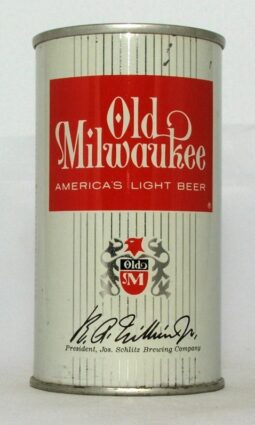 Old
Milwaukee
AMERICA'S LIGHT BEER
®
Old
M
President, Jos. Schlitz Brewing Company